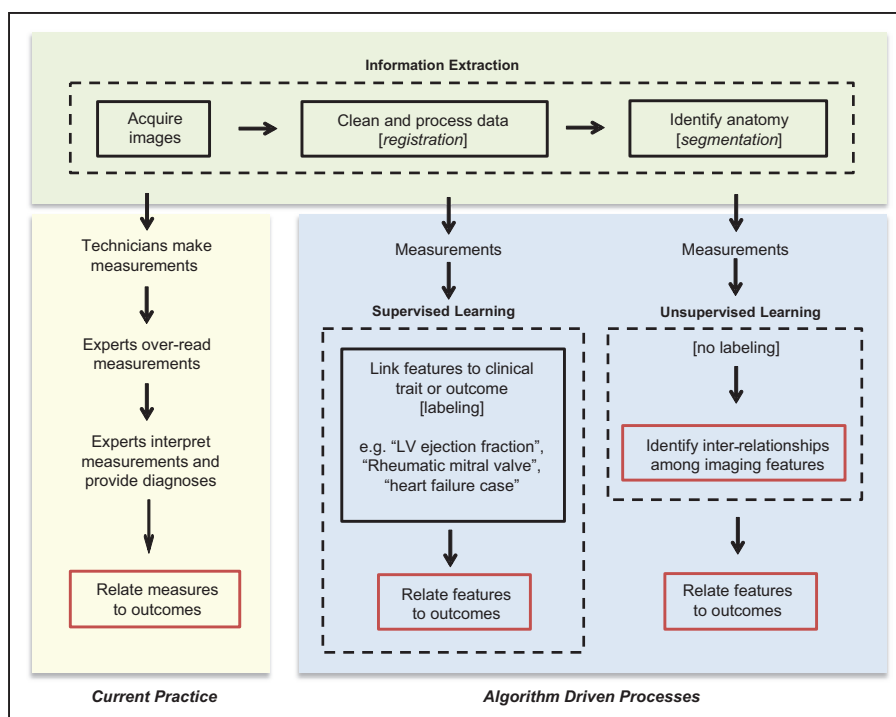 Information Extraction
Acquire
images
Clean and process data
[registration]
Identify anatomy
[segmentation]
Technicians make
measurements
Experts over-read
measurements
Experts interpret
measurements and
provide diagnoses
Relate measures
to outcomes
Current Practice
Measurements
Supervised Learning
Link features to clinical
trait or outcome
[labeling]
e.g. “LV ejection fraction”,
“Rheumatic mitral valve”,
“heart failure case”
Relate features
to outcomes
Measurements
Unsupervised Learning
[no labeling]
Identify inter-relationships
among imaging features
Relate features
to outcomes
Algorithm Driven Processes